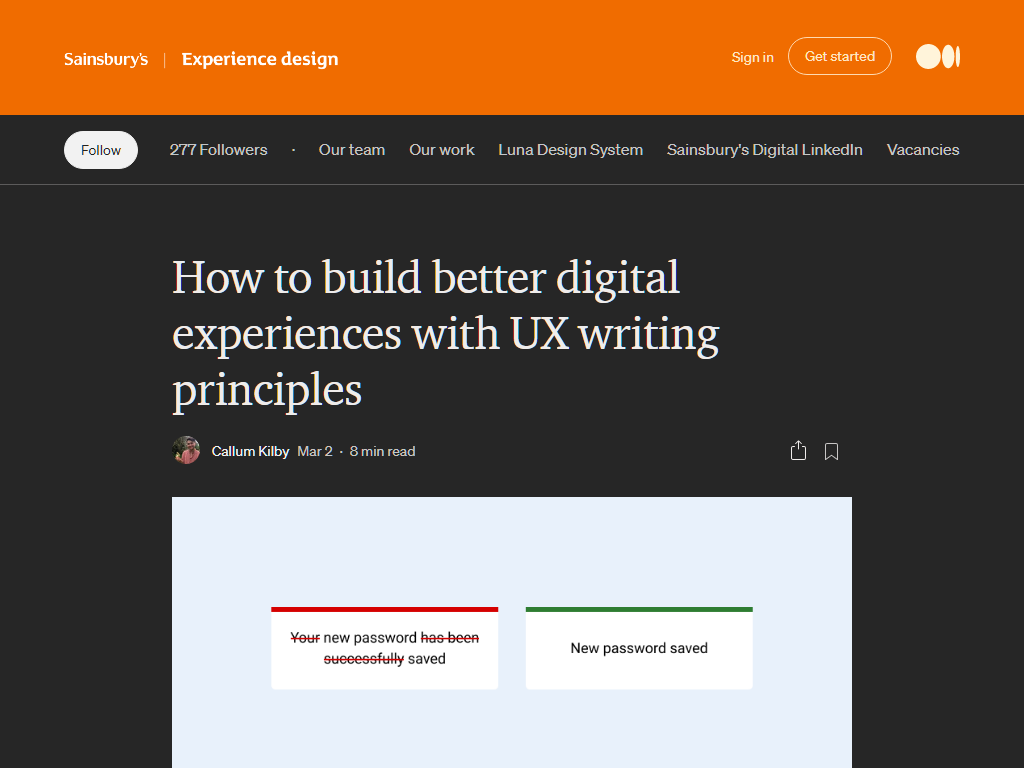 Sainsbury's | Experience design
Sign in
Get started
Follow
277 Followers · Our team Our work Luna Design System Sainsbury's Digital LinkedIn Vacancies
How to build better digital
experiences with UX writing
principles
Callum Kilby Mar 2 · 8 min read
Your new password has been
successfully saved
New password saved